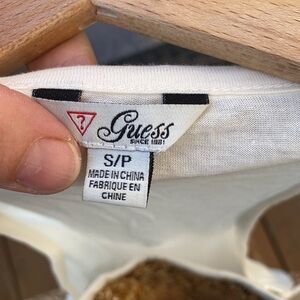 ?
Guess
SINCE 1981
S/P
MADE IN CHINA
FABRIQUE EN
CHINE